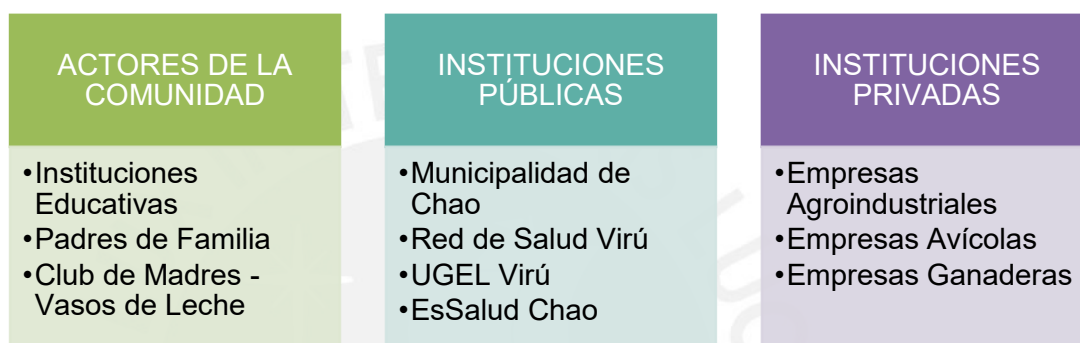 ACTORES DE LA
COMUNIDAD
•Instituciones
Educativas
•Padres de Familia
•Club de Madres -
Vasos de Leche
INSTITUCIONES
PÚBLICAS
•Municipalidad de
Chao
•Red de Salud Virú
•UGEL Virú
•EsSalud Chao
INSTITUCIONES
PRIVADAS
•Empresas
Agroindustriales
•Empresas Avícolas
•Empresas Ganaderas